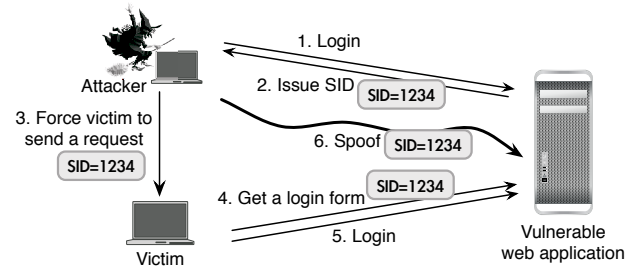 1. Login
Attacker
2. Issue SID
SID=1234
3. Force victim to
send a request
SID=1234
6. Spoof
SID=1234
SID=1234
4. Get a login form
5. Login
Victim
Vulnerable
web application